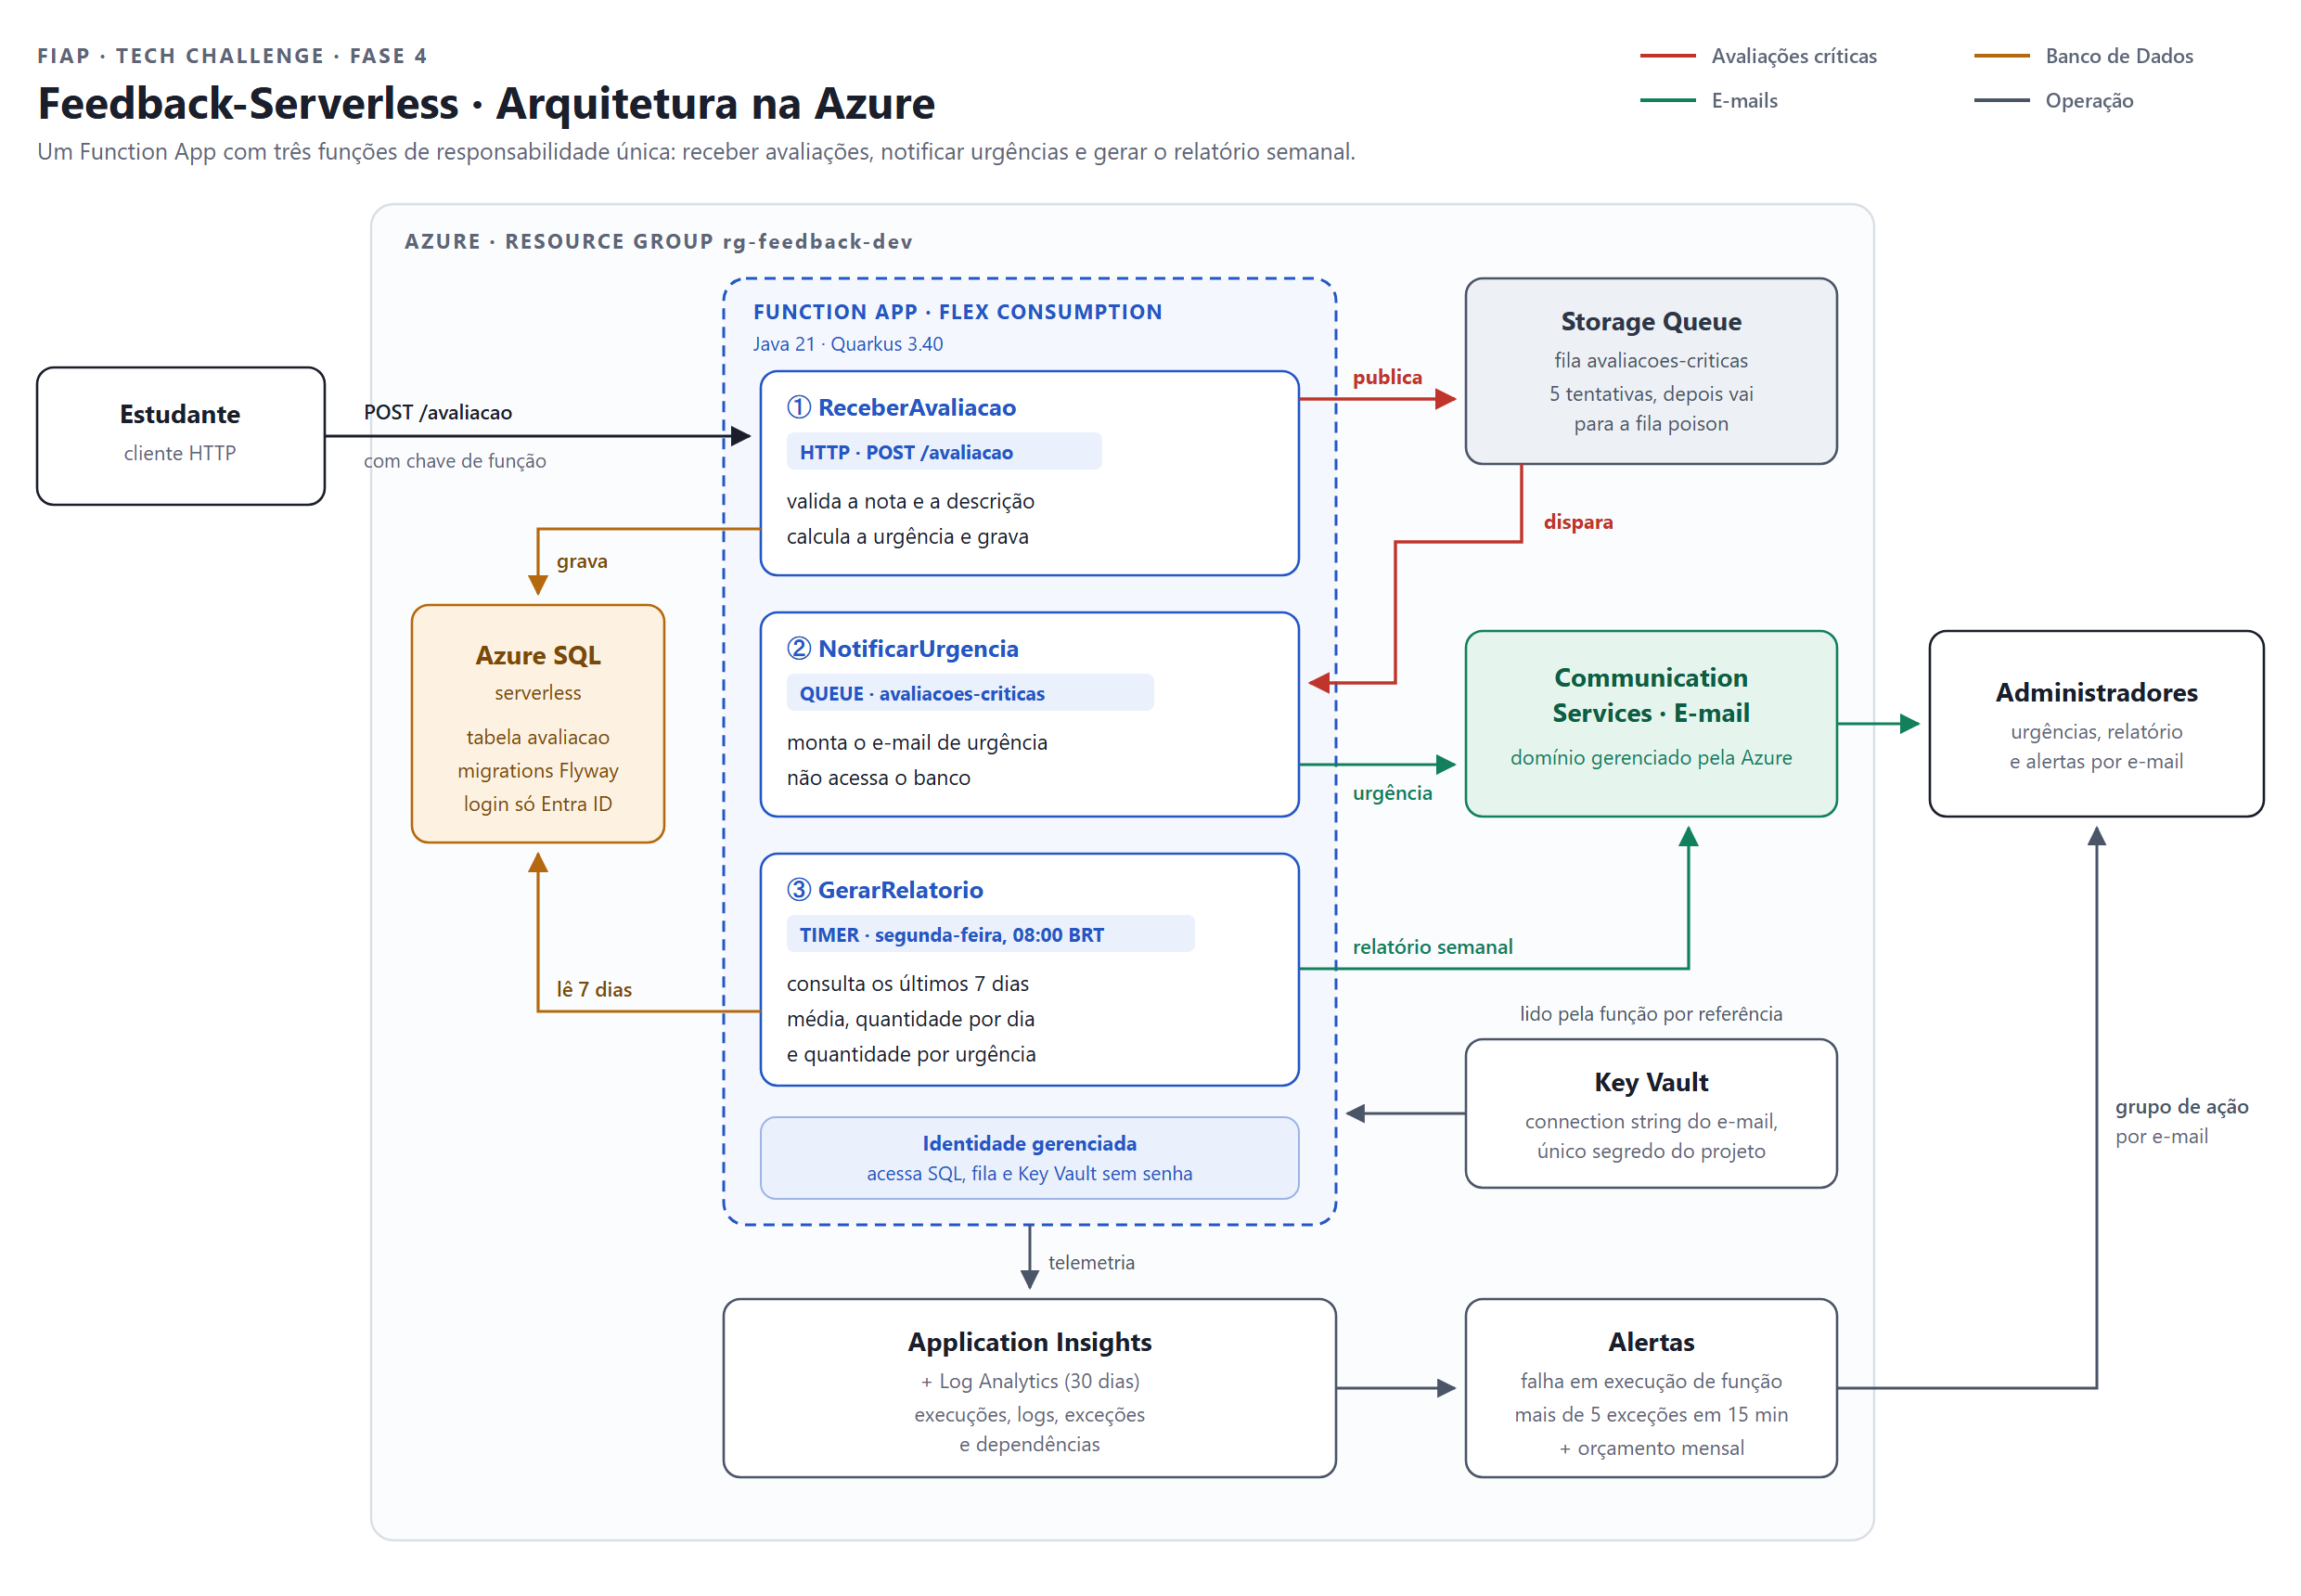 FIAP · TECH CHALLENGE · FASE 4
Feedback-Serverless · Arquitetura na Azure
Um Function App com três funções de responsabilidade única: receber avaliações, notificar urgências e gerar o relatório semanal.
Avaliações críticas
Banco de Dados
E-mails
Operação
AZURE · RESOURCE GROUP rg-feedback-dev
FUNCTION APP · FLEX CONSUMPTION
Java 21 · Quarkus 3.40
Estudante
cliente HTTP
POST /avaliacao
com chave de função
① ReceberAvaliacao
HTTP · POST /avaliacao
valida a nota e a descrição
calcula a urgência e grava
publica
Storage Queue
fila avaliacoes-criticas
5 tentativas, depois vai
para a fila poison
dispara
grava
Azure SQL
serverless
tabela avaliacao
migrations Flyway
login só Entra ID
② NotificarUrgencia
QUEUE · avaliacoes-criticas
monta o e-mail de urgência
não acessa o banco
urgência
Communication
Services · E-mail
domínio gerenciado pela Azure
Administradores
urgências, relatório
e alertas por e-mail
③ GerarRelatorio
TIMER · segunda-feira, 08:00 BRT
consulta os últimos 7 dias
média, quantidade por dia
e quantidade por urgência
lê 7 dias
relatório semanal
lido pela função por referência
Key Vault
connection string do e-mail,
único segredo do projeto
Identidade gerenciada
acessa SQL, fila e Key Vault sem senha
grupo de ação
por e-mail
telemetria
Application Insights
+ Log Analytics (30 dias)
execuções, logs, exceções
e dependências
Alertas
falha em execução de função
mais de 5 exceções em 15 min
+ orçamento mensal